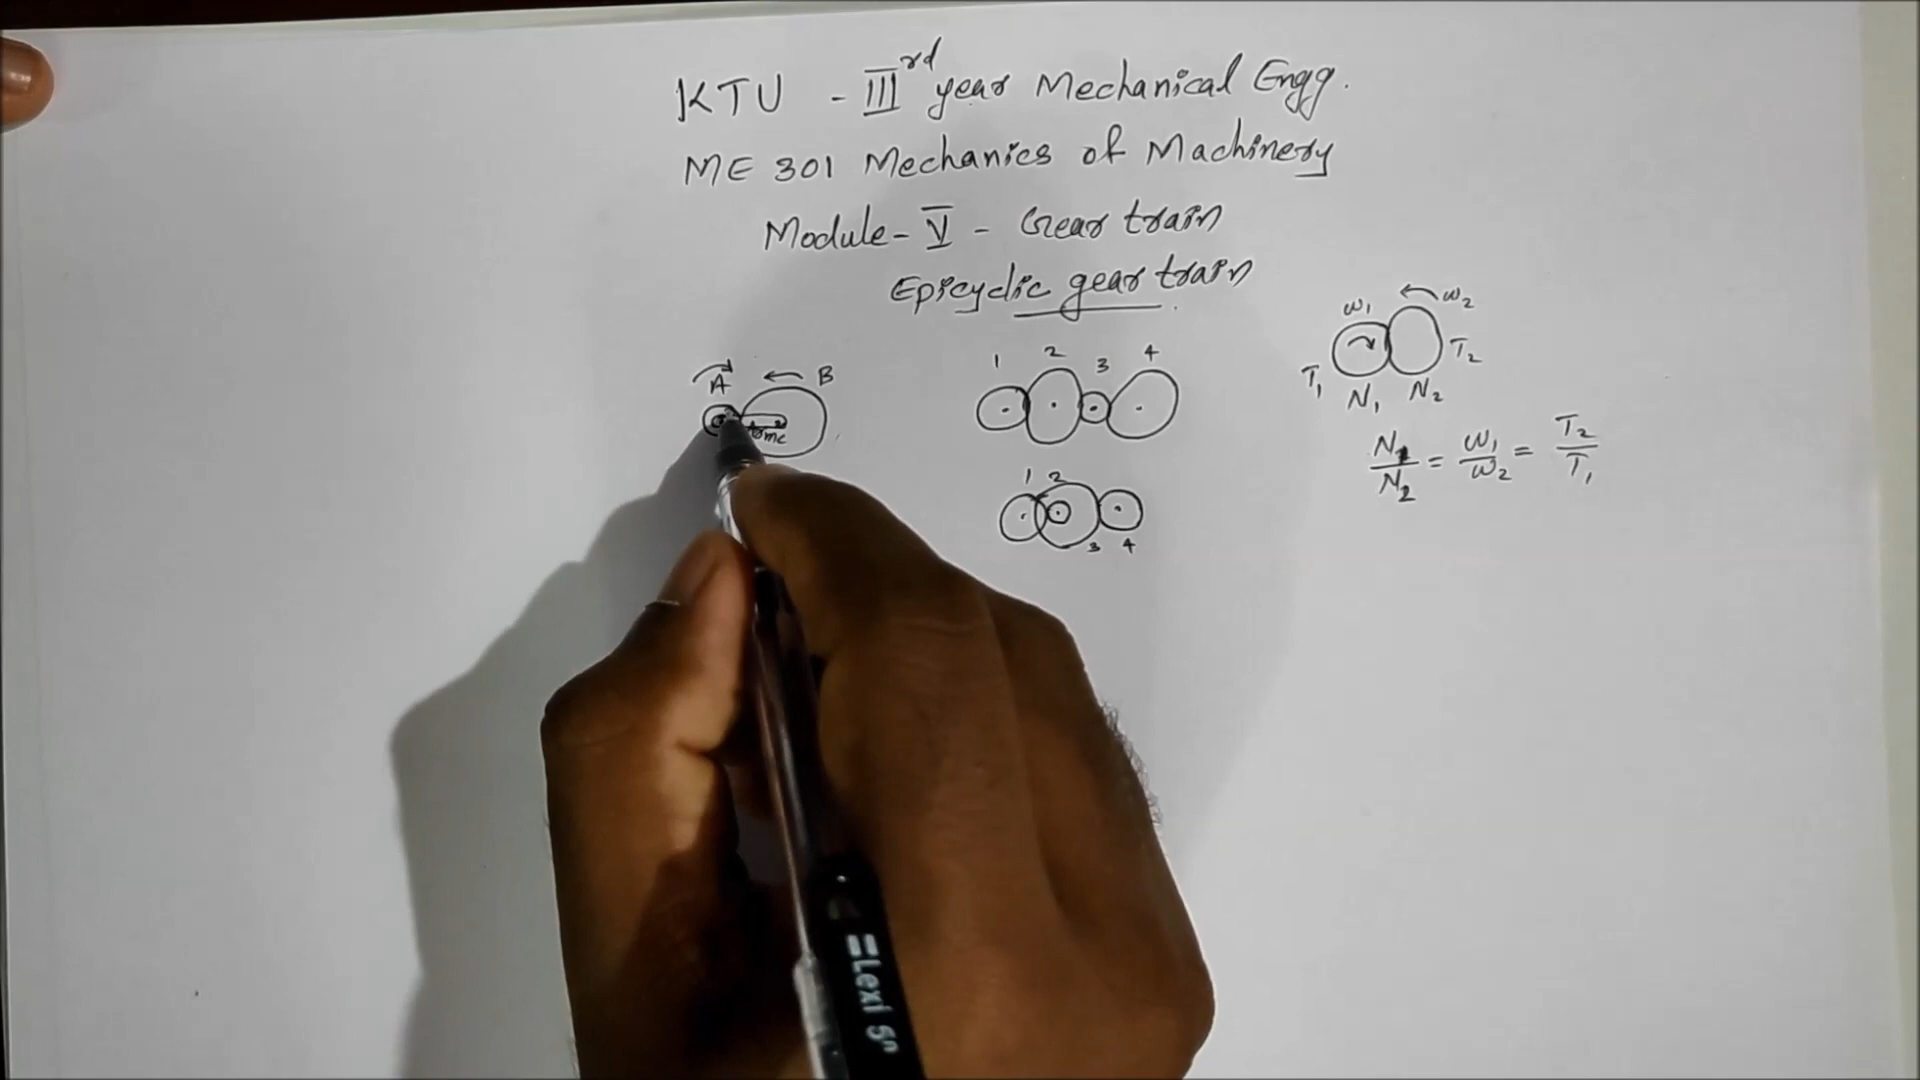 KTU - III rd year Mechanical Engg.
ME 301 Mechanics of Machinery
Module - V - Gear train
Epicyclic gear train
A B
1 2 3 4
1 2
3 4
ω1 ω2
T1 T2
N1 N2
N1/N2 = ω1/ω2 = T2/T1
Lexi 5n